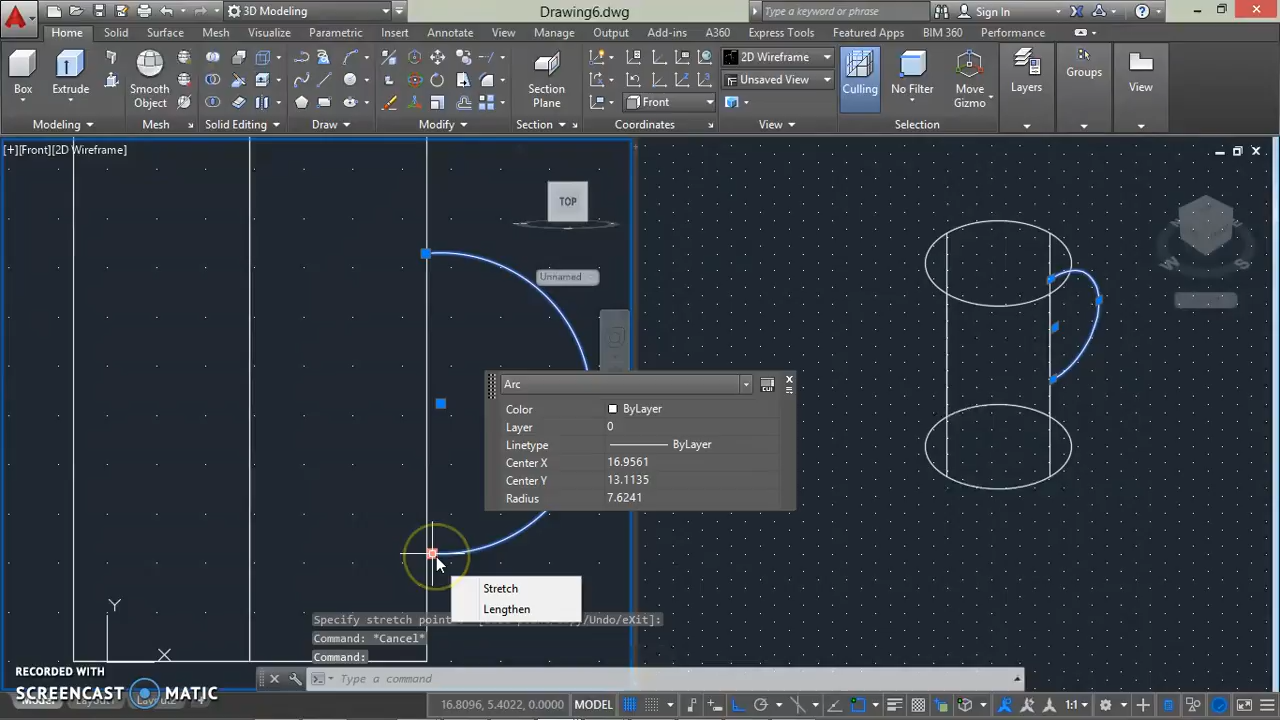 3D Modeling
Drawing6.dwg
Type a keyword or phrase
Sign In
Home
Solid
Surface
Mesh
Visualize
Parametric
Insert
Annotate
View
Manage
Output
Add-ins
A360
Express Tools
Featured Apps
BIM 360
Performance
Box
Extrude
Smooth
Object
Section
Plane
Front
2D Wireframe
Unsaved View
Culling
No Filter
Move
Gizmo
Layers
Groups
View
Modeling
Mesh
Solid Editing
Draw
Modify
Section
Coordinates
View
Selection
[+][Front][2D Wireframe]
TOP
Unnamed
W
S
Arc
CUI
Color ByLayer
Layer 0
Linetype ByLayer
Center X 16.9561
Center Y 13.1135
Radius 7.6241
Stretch
Lengthen
Command: *Cancel*
Command:
Y
X
Type a command
RECORDED WITH
SCREENCAST MATIC
Model
Layout1
Layout2
16.8096, 5.4022, 0.0000
MODEL
1:1